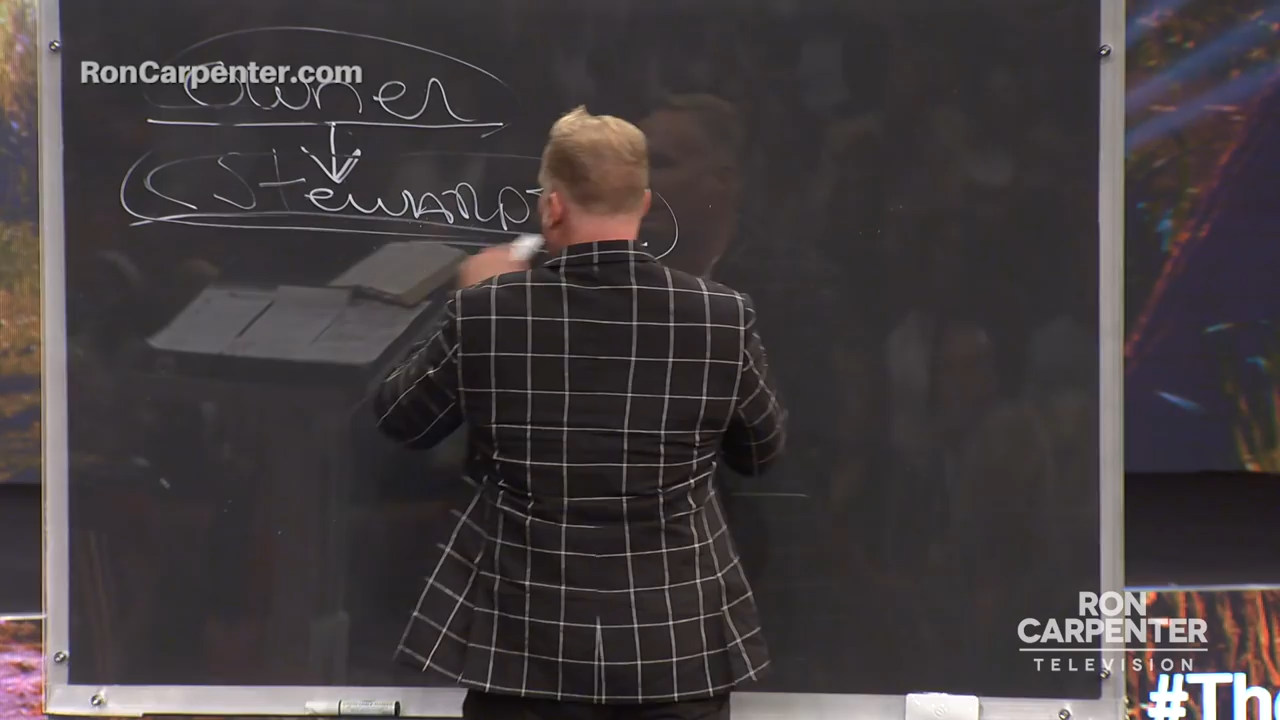 RonCarpenter.com
Owner
RON
CARPENTER
TELEVISION
#The